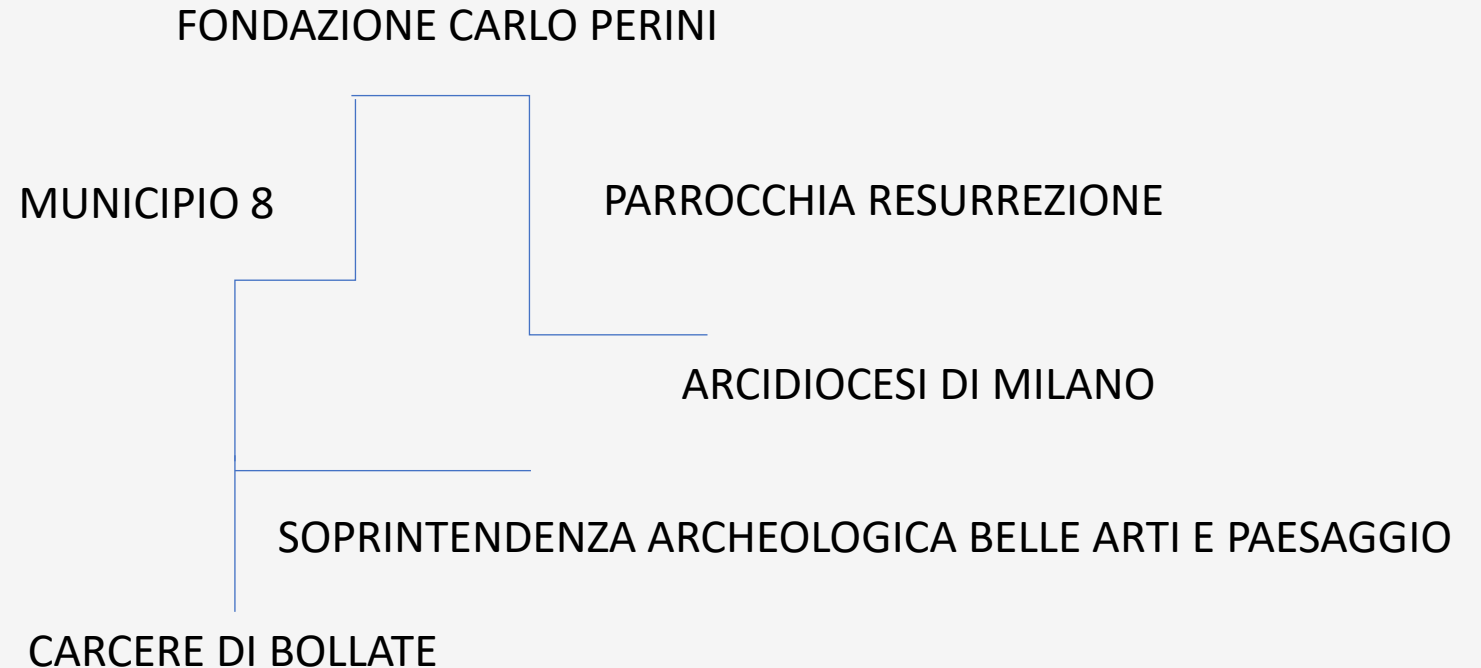 FONDAZIONE CARLO PERINI
MUNICIPIO 8
PARROCCHIA RESURREZIONE
ARCIDIOCESI DI MILANO
SOPRINTENDENZA ARCHEOLOGICA BELLE ARTI E PAESAGGIO
CARCERE DI BOLLATE